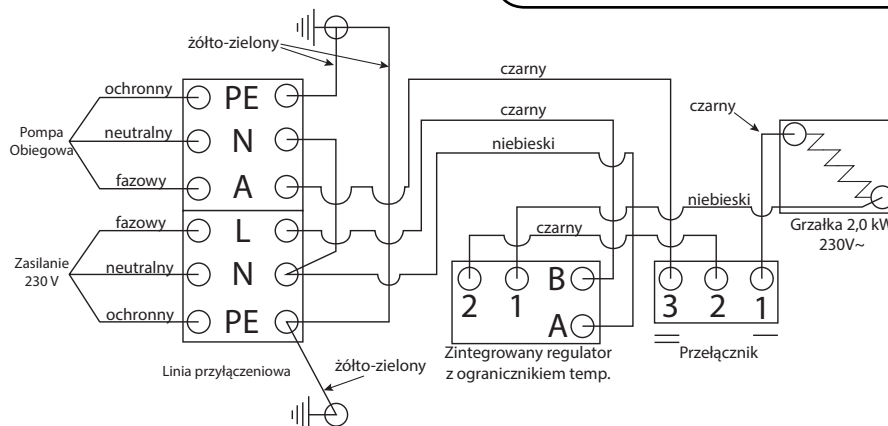 żółto-zielony
czarny
czarny
czarny
ochronny
PE
Pompa
Obiegowa
neutralny
N
niebieski
fazowy
A
fazowy
L
niebieski
czarny
Grzałka 2,0 kW
230V~
Zasilanie
230 V
neutralny
N
2
1
B
3
2
1
ochronny
PE
A
Linia przyłączeniowa
żółto-zielony
Zintegrowany regulator
z ogranicznikiem temp.
Przełącznik